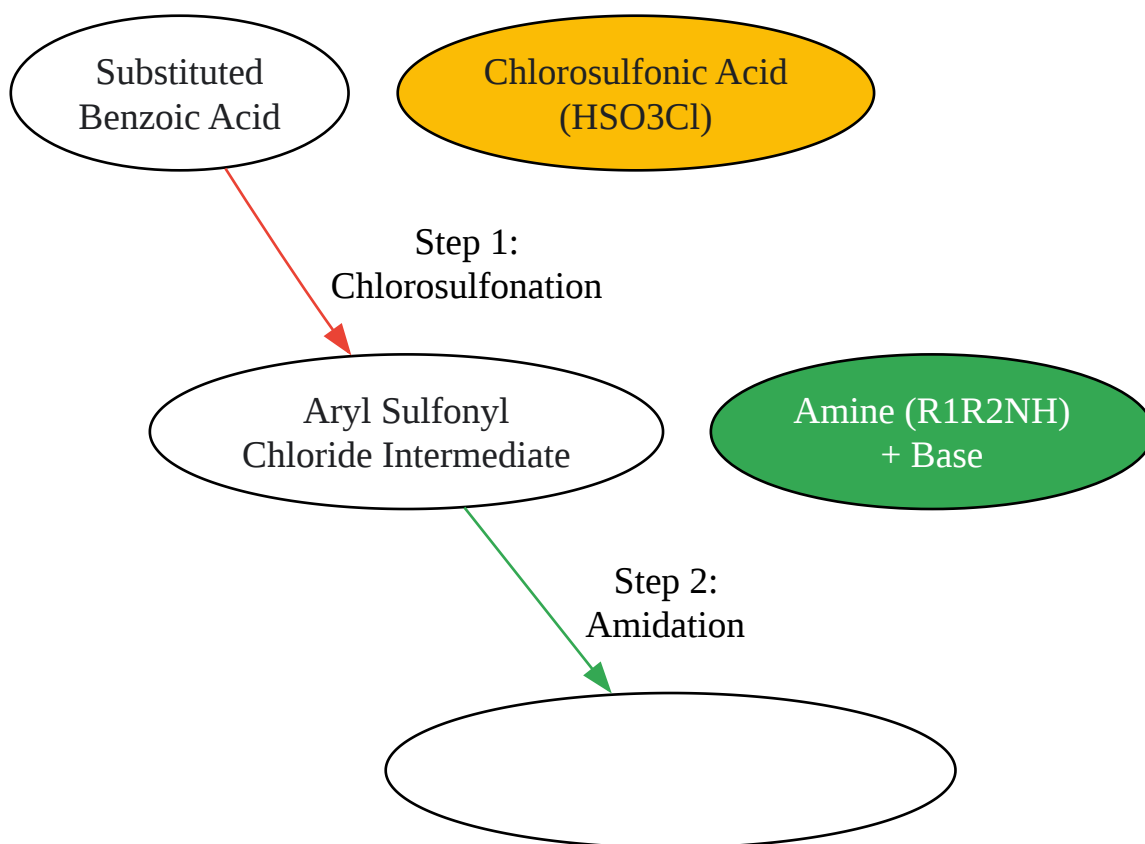 Substituted
Benzoic Acid
Chlorosulfonic Acid
(HSO3Cl)
Step 1:
Chlorosulfonation
Aryl Sulfonyl
Chloride Intermediate
Amine (R1R2NH)
+ Base
Step 2:
Amidation